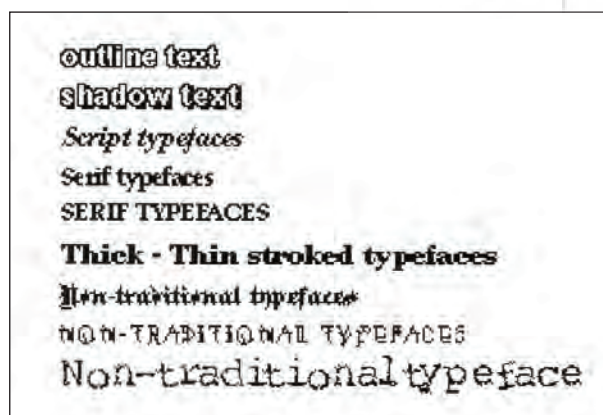 outline text
shadow text
Script typefaces
Serif typefaces
SERIF TYPEFACES
Thick - Thin stroked typefaces
Non-traditional typefaces
NON-TRADITIONAL TYPEFACES
Non-traditional typeface